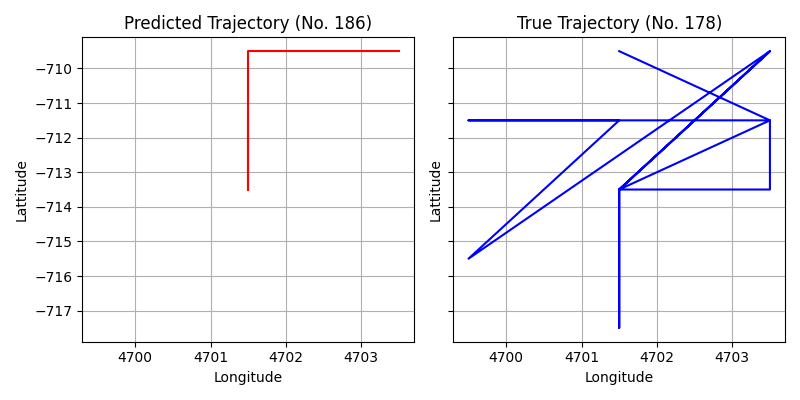 Predicted Trajectory (No. 186)
True Trajectory (No. 178)
−710
−711
−712
−713
−714
−715
−716
−717
Lattitude
Lattitude
4700 4701 4702 4703
4700 4701 4702 4703
Longitude
Longitude